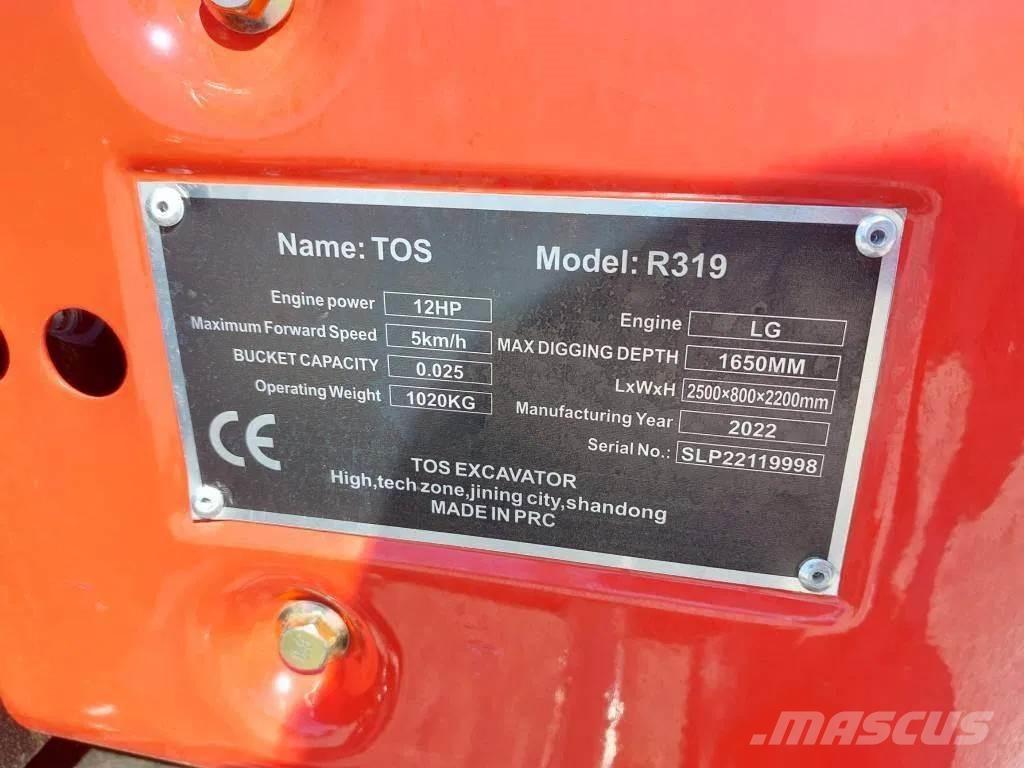 Name: TOS
Model: R319
Engine power 12HP
Maximum Forward Speed 5km/h
BUCKET CAPACITY 0.025
Operating Weight 1020KG
Engine LG
MAX DIGGING DEPTH 1650MM
LxWxH 2500×800×2200mm
Manufacturing Year 2022
Serial No.: SLP22119998
CE
TOS EXCAVATOR
High,tech zone,jining city,shandong
MADE IN PRC
MASCUS